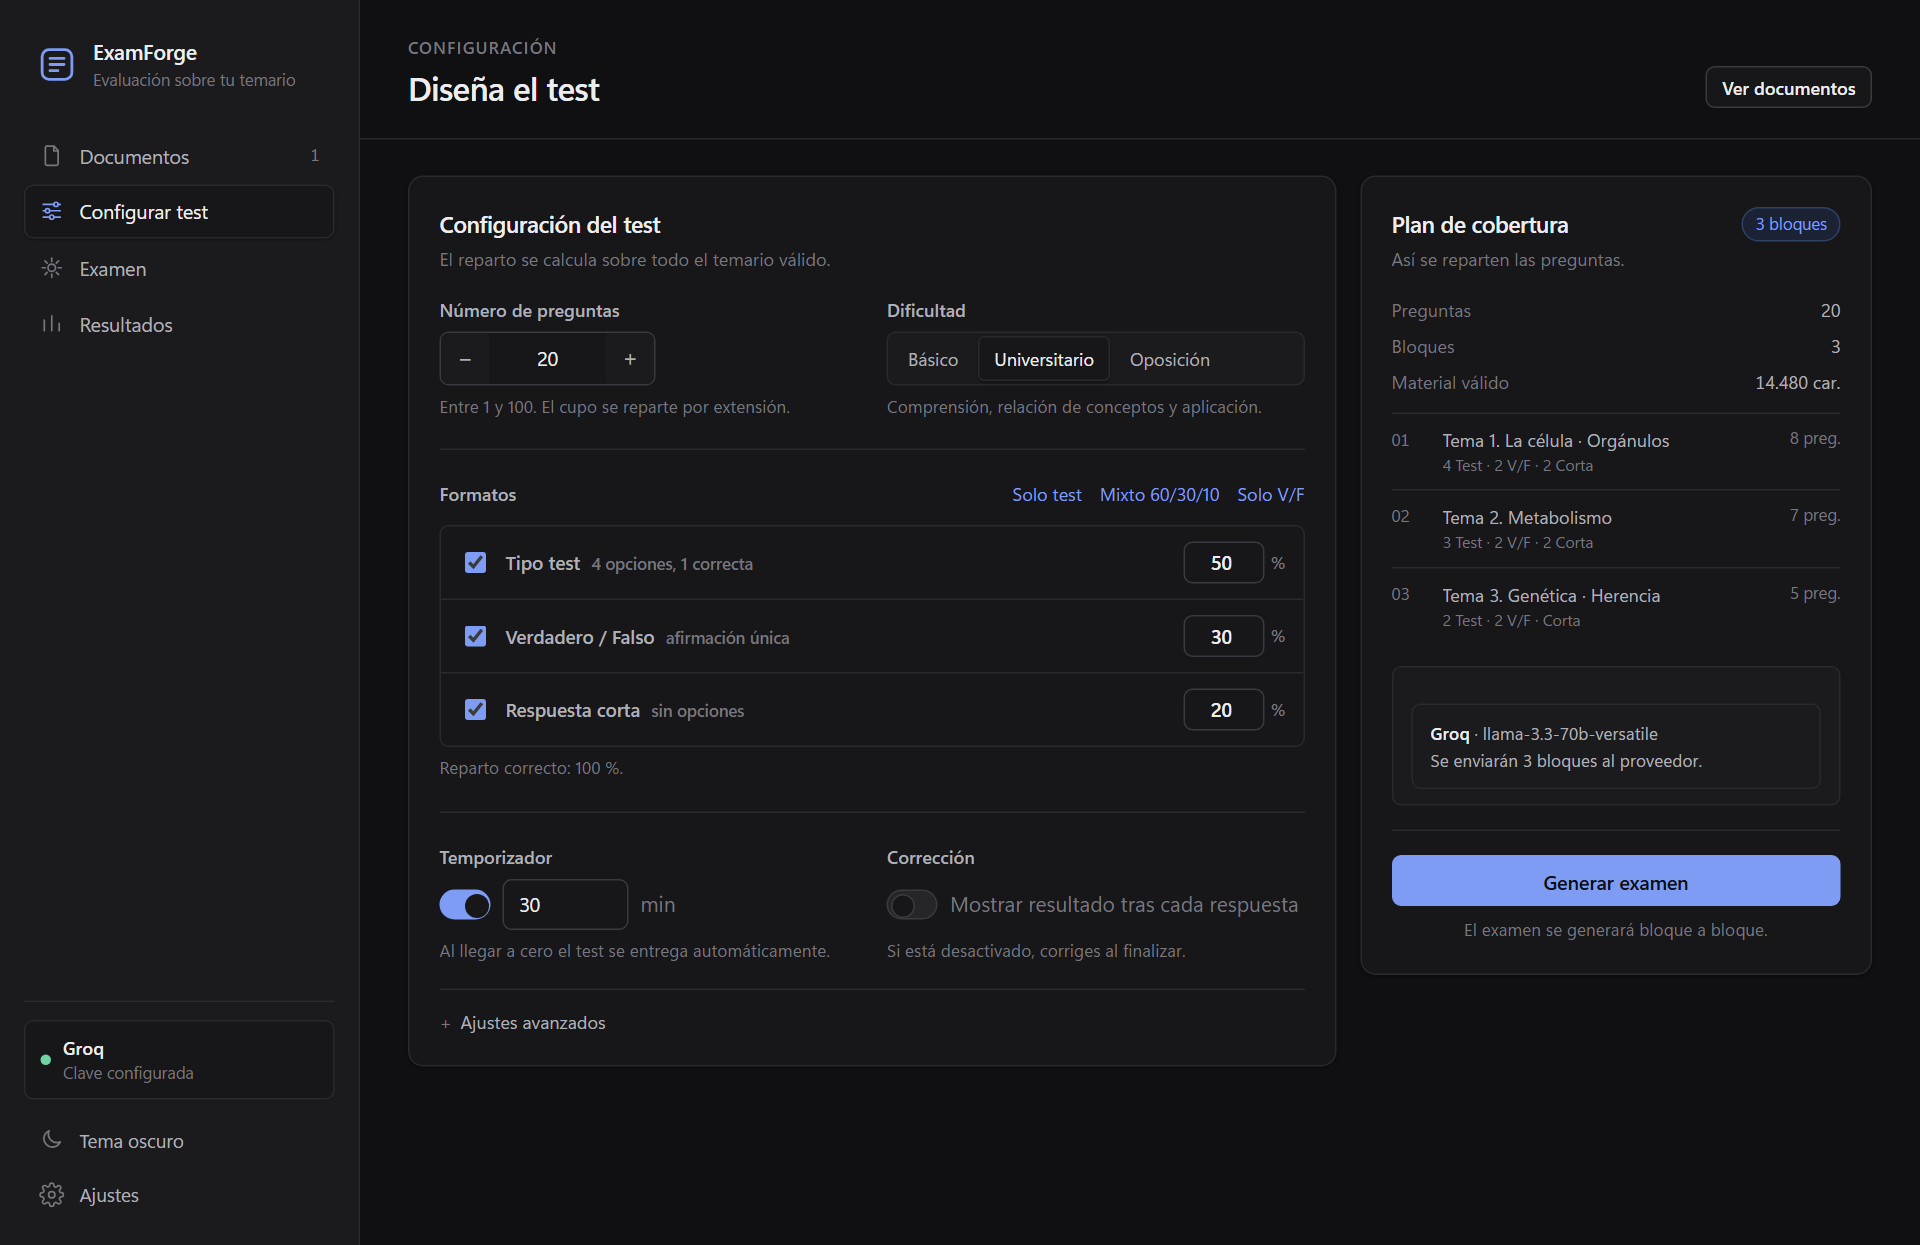 ExamForge
Evaluación sobre tu temario
Documentos 1
Configurar test
Examen
Resultados
Groq
Clave configurada
Tema oscuro
Ajustes
CONFIGURACIÓN
Diseña el test
Ver documentos
Configuración del test
El reparto se calcula sobre todo el temario válido.
Número de preguntas
− 20 +
Entre 1 y 100. El cupo se reparte por extensión.
Dificultad
Básico Universitario Oposición
Comprensión, relación de conceptos y aplicación.
Formatos
Solo test Mixto 60/30/10 Solo V/F
Tipo test 4 opciones, 1 correcta 50 %
Verdadero / Falso afirmación única 30 %
Respuesta corta sin opciones 20 %
Reparto correcto: 100 %.
Temporizador
30 min
Al llegar a cero el test se entrega automáticamente.
Corrección
Mostrar resultado tras cada respuesta
Si está desactivado, corriges al finalizar.
+ Ajustes avanzados
Plan de cobertura 3 bloques
Así se reparten las preguntas.
Preguntas 20
Bloques 3
Material válido 14.480 car.
01 Tema 1. La célula · Orgánulos 8 preg.
4 Test · 2 V/F · 2 Corta
02 Tema 2. Metabolismo 7 preg.
3 Test · 2 V/F · 2 Corta
03 Tema 3. Genética · Herencia 5 preg.
2 Test · 2 V/F · Corta
Groq · llama-3.3-70b-versatile
Se enviarán 3 bloques al proveedor.
Generar examen
El examen se generará bloque a bloque.